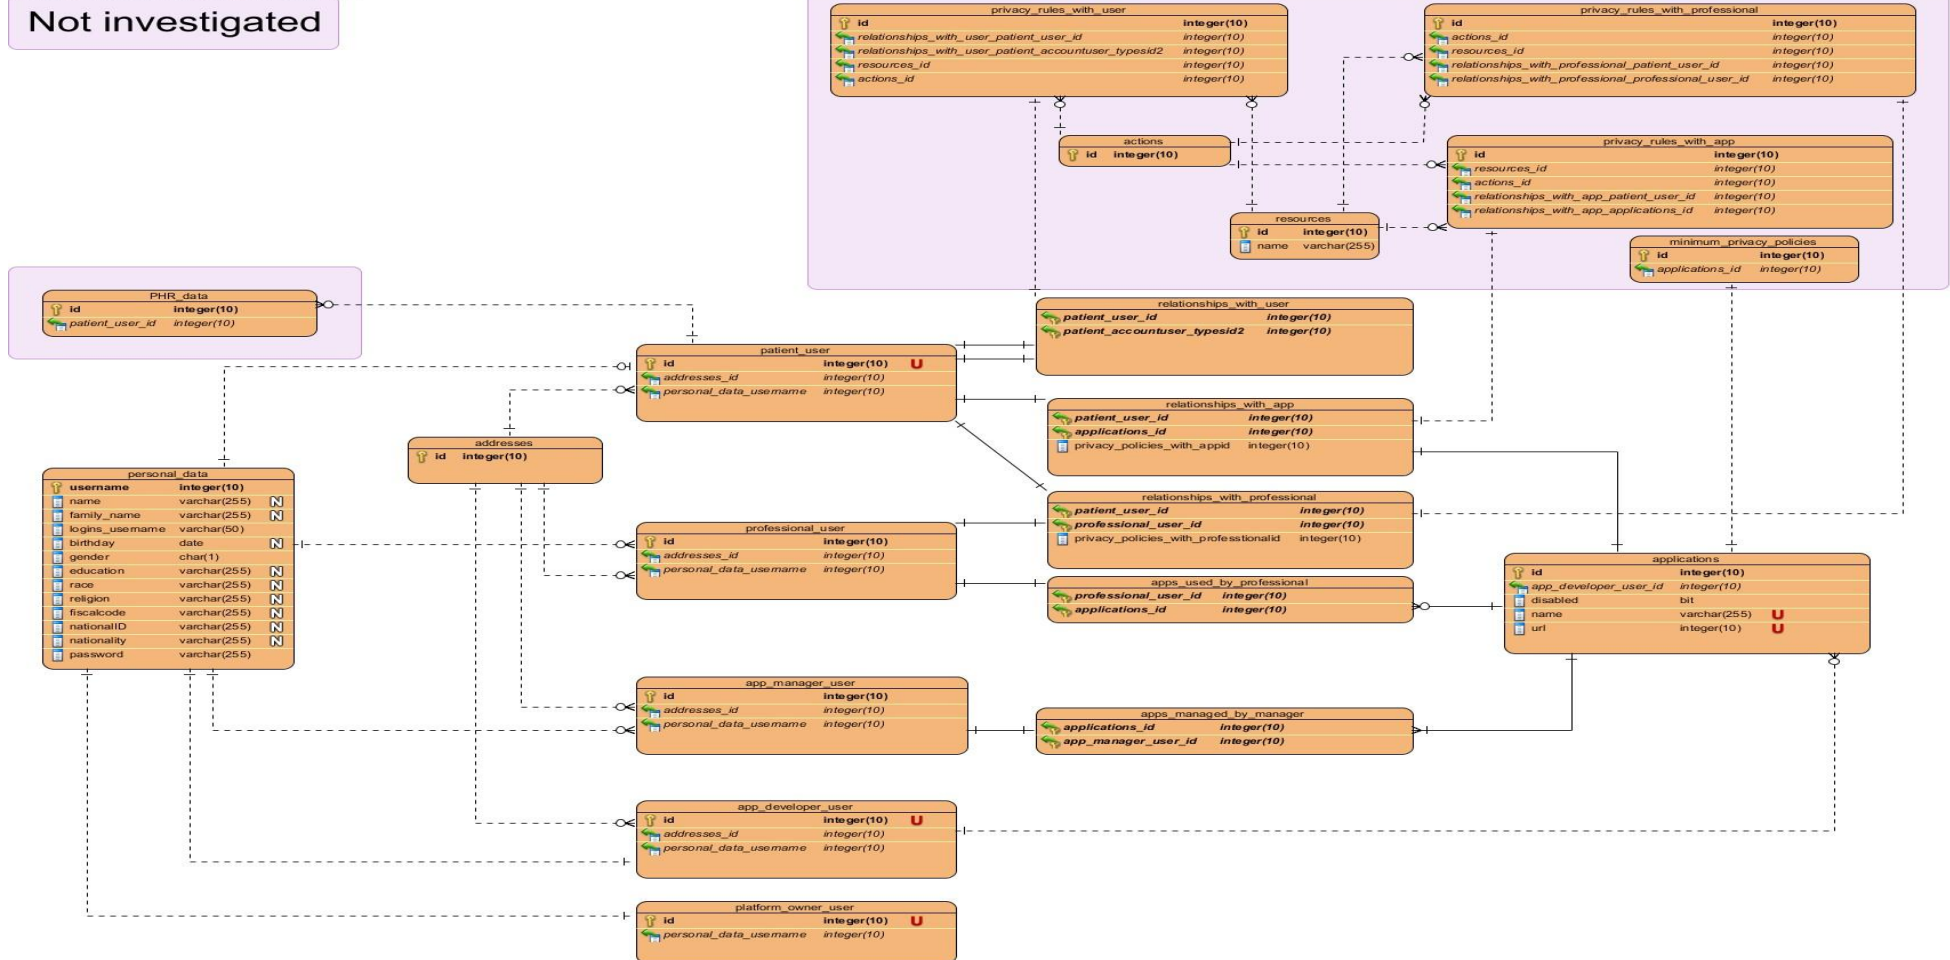 Not investigated
privacy_rules_with_user
id integer(10)
relationships_with_user_patient_user_id integer(10)
relationships_with_user_patient_accountuser_typesid2 integer(10)
resources_id integer(10)
actions_id integer(10)
privacy_rules_with_professional
id integer(10)
actions_id integer(10)
resources_id integer(10)
relationships_with_professional_patient_user_id integer(10)
relationships_with_professional_professional_user_id integer(10)
actions
id integer(10)
privacy_rules_with_app
id integer(10)
resources_id integer(10)
actions_id integer(10)
relationships_with_app_patient_user_id integer(10)
relationships_with_app_applications_id integer(10)
resources
id integer(10)
name varchar(255)
minimum_privacy_policies
id integer(10)
applications_id integer(10)
PHR_data
id integer(10)
patient_user_id integer(10)
relationships_with_user
patient_user_id integer(10)
patient_accountuser_typesid2 integer(10)
patient_user
id integer(10) U
addresses_id integer(10)
personal_data_username integer(10)
relationships_with_app
patient_user_id integer(10)
applications_id integer(10)
privacy_policies_with_appid integer(10)
addresses
id integer(10)
personal_data
username integer(10)
name varchar(255) N
family_name varchar(255) N
logins_username varchar(50)
birthday date N
gender char(1)
education varchar(255) N
race varchar(255) N
religion varchar(255) N
fiscalcode varchar(255) N
nationalID varchar(255) N
nationality varchar(255) N
password varchar(255)
relationships_with_professional
patient_user_id integer(10)
professional_user_id integer(10)
privacy_policies_with_professtionalid integer(10)
professional_user
id integer(10)
addresses_id integer(10)
personal_data_username integer(10)
apps_used_by_professional
professional_user_id integer(10)
applications_id integer(10)
applications
id integer(10)
app_developer_user_id integer(10)
disabled bit
name varchar(255) U
url integer(10) U
app_manager_user
id integer(10)
addresses_id integer(10)
personal_data_username integer(10)
apps_managed_by_manager
applications_id integer(10)
app_manager_user_id integer(10)
app_developer_user
id integer(10) U
addresses_id integer(10)
personal_data_username integer(10)
platform_owner_user
id integer(10) U
personal_data_username integer(10)